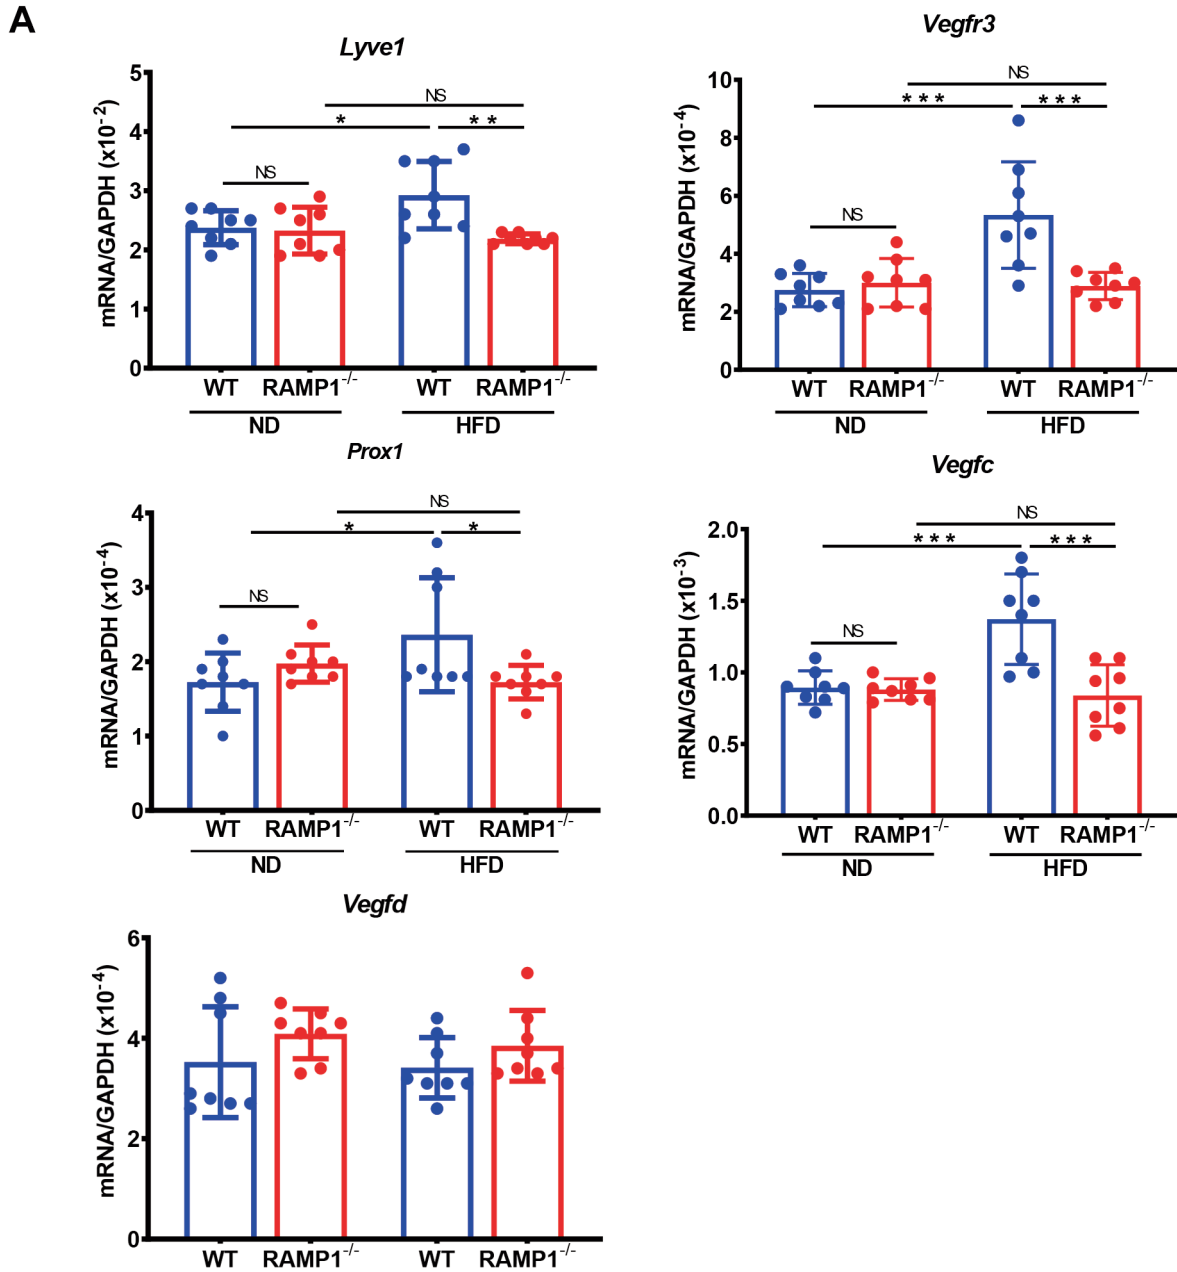 A
Lyve1
mRNA/GAPDH (x10⁻²)
5
4
3
2
1
0
NS
*
**
NS
WT RAMP1⁻/⁻ WT RAMP1⁻/⁻
ND HFD
Vegfr3
mRNA/GAPDH (x10⁻⁴)
10
8
6
4
2
0
NS
***
***
NS
WT RAMP1⁻/⁻ WT RAMP1⁻/⁻
ND HFD
Prox1
mRNA/GAPDH (x10⁻⁴)
4
3
2
1
0
NS
*
*
NS
WT RAMP1⁻/⁻ WT RAMP1⁻/⁻
ND HFD
Vegfc
mRNA/GAPDH (x10⁻³)
2.0
1.5
1.0
0.5
0.0
NS
***
***
NS
WT RAMP1⁻/⁻ WT RAMP1⁻/⁻
ND HFD
Vegfd
mRNA/GAPDH (x10⁻⁴)
6
4
2
0
WT RAMP1⁻/⁻ WT RAMP1⁻/⁻